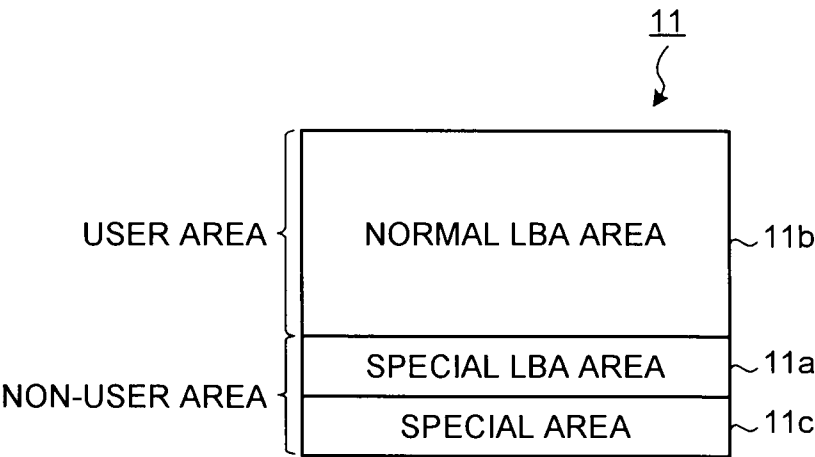 11
USER AREA
NORMAL LBA AREA
11b
SPECIAL LBA AREA
11a
NON-USER AREA
SPECIAL AREA
11c